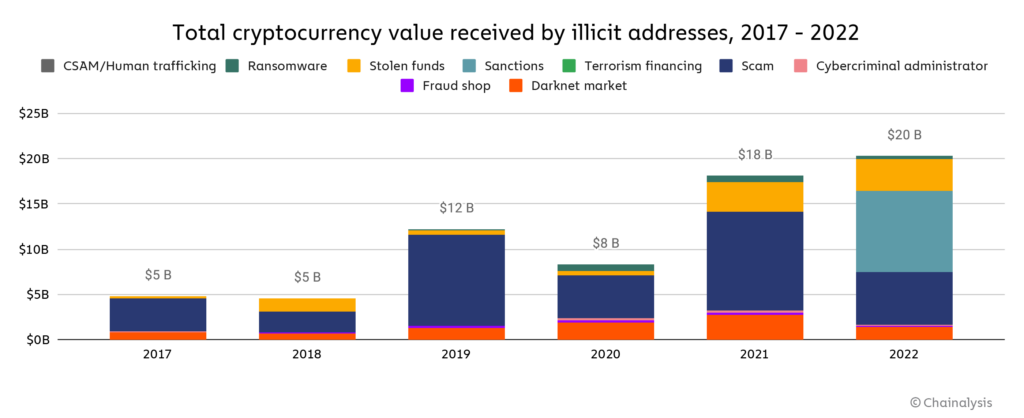 Total cryptocurrency value received by illicit addresses, 2017 - 2022
CSAM/Human trafficking Ransomware Stolen funds Sanctions Terrorism financing Scam Cybercriminal administrator
Fraud shop Darknet market
$25B
$20B
$15B
$10B
$5B
$0B
$5 B
$5 B
$12 B
$8 B
$18 B
$20 B
2017 2018 2019 2020 2021 2022
© Chainalysis